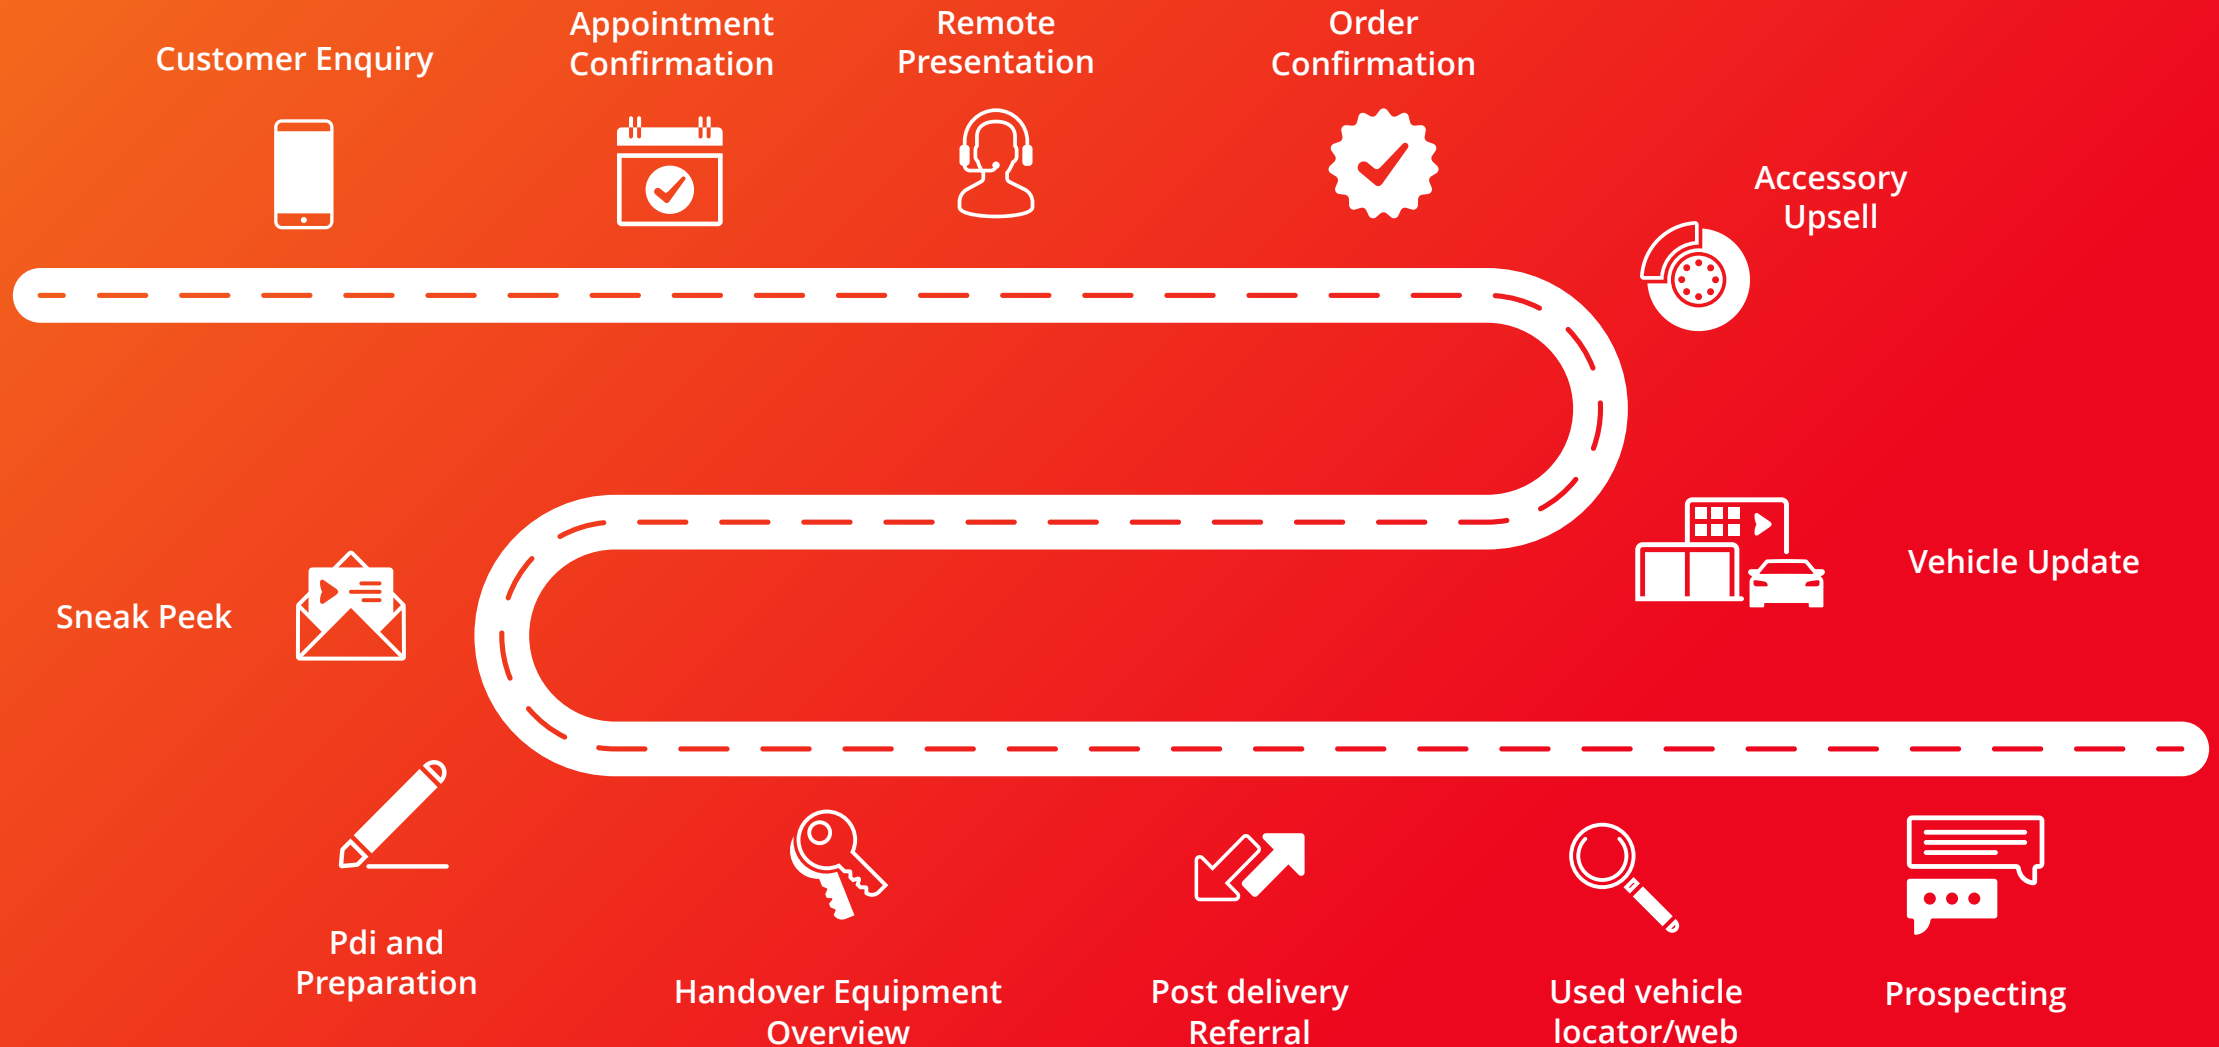 Customer Enquiry
Appointment
Confirmation
Remote
Presentation
Order
Confirmation
Accessory
Upsell
Vehicle Update
Sneak Peek
Pdi and
Preparation
Handover Equipment
Overview
Post delivery
Referral
Used vehicle
locator/web
Prospecting